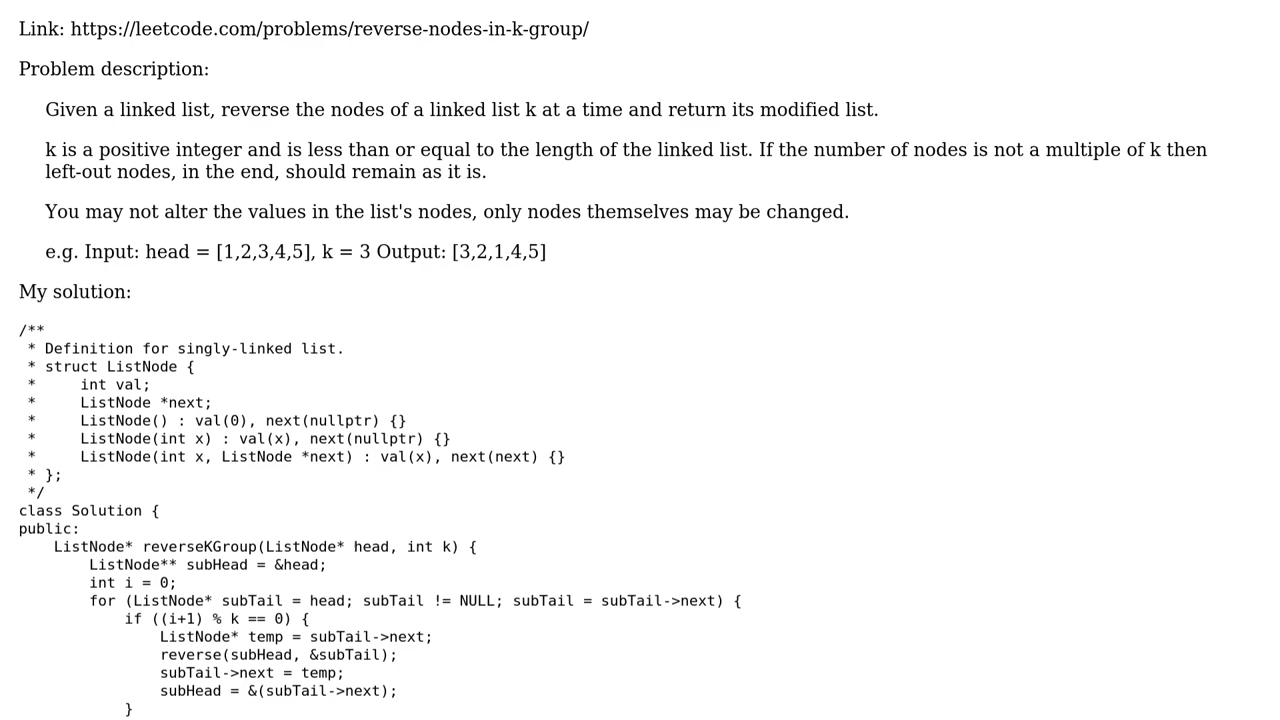 Link: https://leetcode.com/problems/reverse-nodes-in-k-group/
Problem description:
Given a linked list, reverse the nodes of a linked list k at a time and return its modified list.
k is a positive integer and is less than or equal to the length of the linked list. If the number of nodes is not a multiple of k then
left-out nodes, in the end, should remain as it is.
You may not alter the values in the list's nodes, only nodes themselves may be changed.
e.g. Input: head = [1,2,3,4,5], k = 3 Output: [3,2,1,4,5]
My solution:
/**
 * Definition for singly-linked list.
 * struct ListNode {
 *     int val;
 *     ListNode *next;
 *     ListNode() : val(0), next(nullptr) {}
 *     ListNode(int x) : val(x), next(nullptr) {}
 *     ListNode(int x, ListNode *next) : val(x), next(next) {}
 * };
 */
class Solution {
public:
    ListNode* reverseKGroup(ListNode* head, int k) {
        ListNode** subHead = &head;
        int i = 0;
        for (ListNode* subTail = head; subTail != NULL; subTail = subTail->next) {
            if ((i+1) % k == 0) {
                ListNode* temp = subTail->next;
                reverse(subHead, &subTail);
                subTail->next = temp;
                subHead = &(subTail->next);
            }